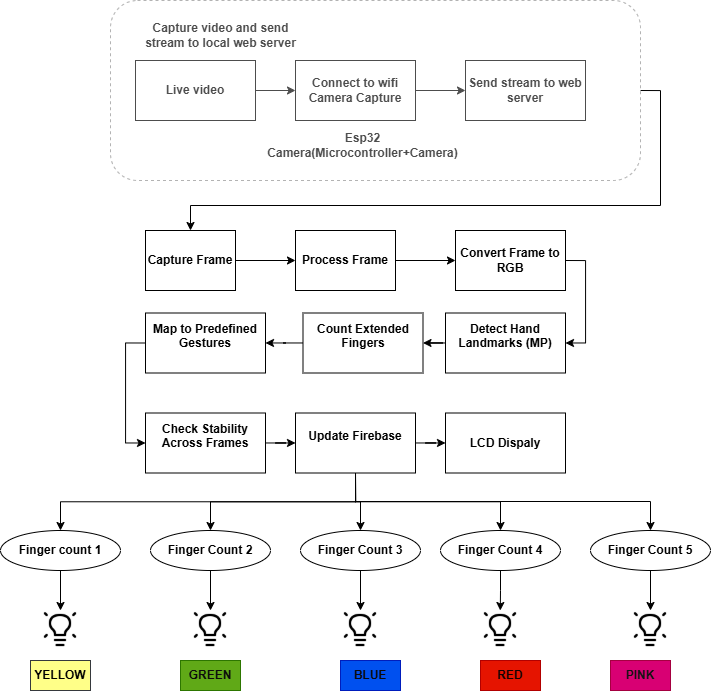 Capture video and send
stream to local web server
Live video
Connect to wifi
Camera Capture
Send stream to web
server
Esp32
Camera(Microcontroller+Camera)
Capture Frame
Process Frame
Convert Frame to
RGB
Map to Predefined
Gestures
Count Extended
Fingers
Detect Hand
Landmarks (MP)
Check Stability
Across Frames
Update Firebase
LCD Dispaly
Finger count 1
Finger Count 2
Finger Count 3
Finger Count 4
Finger Count 5
YELLOW
GREEN
BLUE
RED
PINK